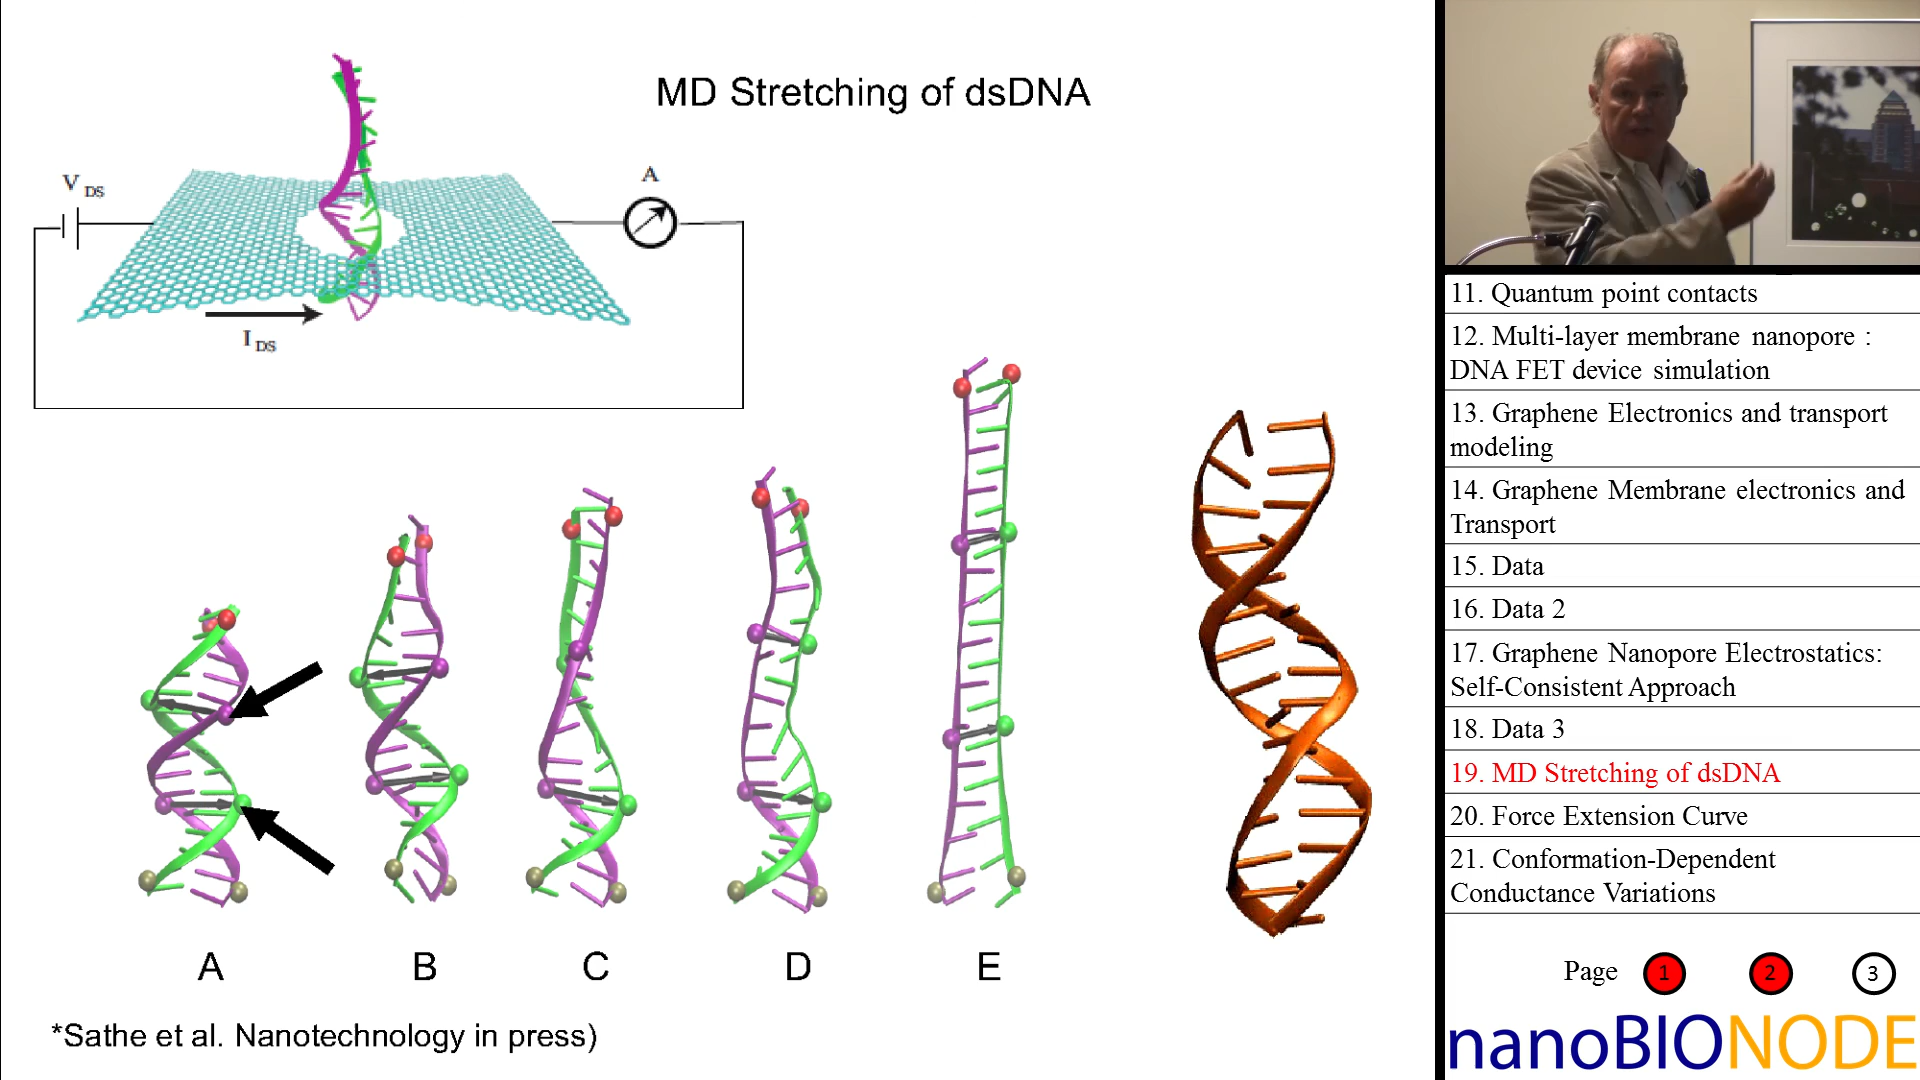 MD Stretching of dsDNA
V DS
A
I DS
A
B
C
D
E
*Sathe et al. Nanotechnology in press)
11. Quantum point contacts
12. Multi-layer membrane nanopore :
DNA FET device simulation
13. Graphene Electronics and transport
modeling
14. Graphene Membrane electronics and
Transport
15. Data
16. Data 2
17. Graphene Nanopore Electrostatics:
Self-Consistent Approach
18. Data 3
19. MD Stretching of dsDNA
20. Force Extension Curve
21. Conformation-Dependent
Conductance Variations
Page 1 2 3
nanoBIONODE